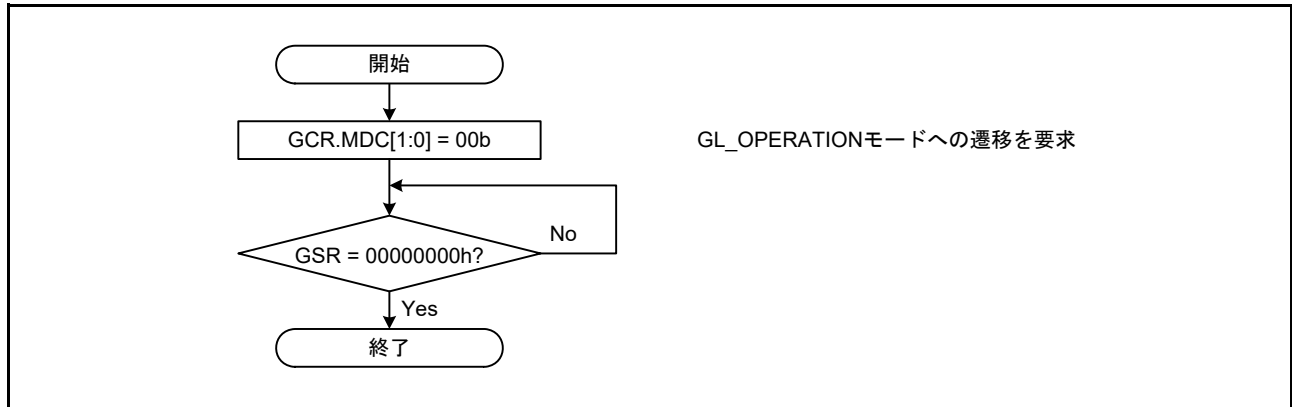 開始
GCR.MDC[1:0] = 00b
GL_OPERATIONモードへの遷移を要求
GSR = 00000000h?
No
Yes
終了